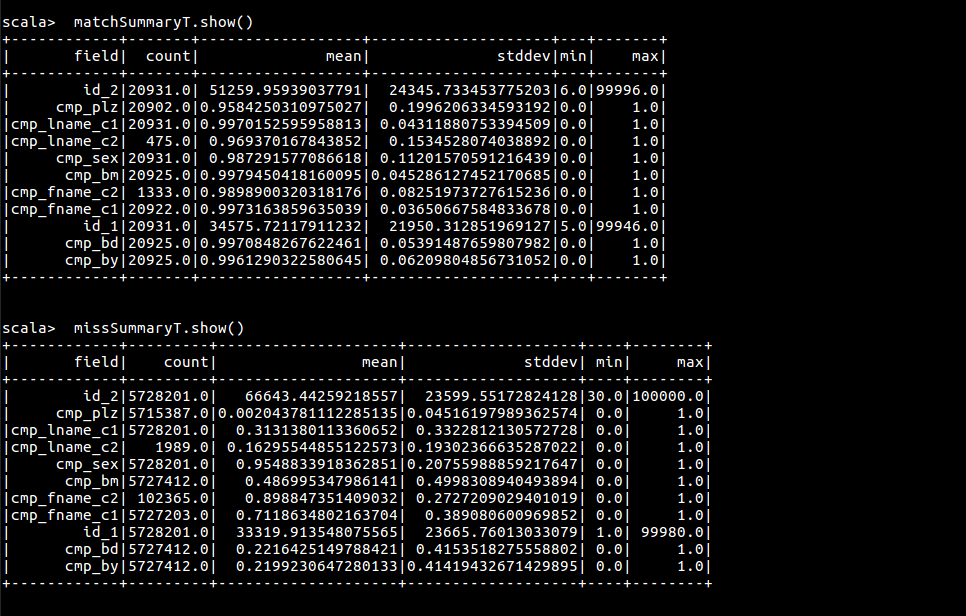 scala>  matchSummaryT.show()
+------------+-------+------------------+--------------------+---+-------+
|       field|  count|              mean|              stddev|min|    max|
+------------+-------+------------------+--------------------+---+-------+
|        id_2|20931.0| 51259.95939037791|  24345.733453775203|6.0|99996.0|
|     cmp_plz|20902.0|0.9584250310975027|  0.1996206334593192|0.0|    1.0|
|cmp_lname_c1|20931.0|0.9970152595958813| 0.04311880753394509|0.0|    1.0|
|cmp_lname_c2|  475.0| 0.969370167843852|  0.1534528074038892|0.0|    1.0|
|     cmp_sex|20931.0| 0.987291577086618| 0.11201570591216439|0.0|    1.0|
|      cmp_bm|20925.0|0.9979450418160095|0.045286127452170685|0.0|    1.0|
|cmp_fname_c2| 1333.0|0.9898900320318176| 0.08251973727615236|0.0|    1.0|
|cmp_fname_c1|20922.0|0.9973163859635039| 0.03650667584833678|0.0|    1.0|
|        id_1|20931.0| 34575.72117911232|  21950.312851969127|5.0|99946.0|
|      cmp_bd|20925.0|0.9970848267622461| 0.05391487659807982|0.0|    1.0|
|      cmp_by|20925.0|0.9961290322580645| 0.06209804856731052|0.0|    1.0|
+------------+-------+------------------+--------------------+---+-------+
scala>  missSummaryT.show()
+------------+---------+--------------------+-------------------+----+--------+
|       field|    count|                mean|             stddev| min|     max|
+------------+---------+--------------------+-------------------+----+--------+
|        id_2|5728201.0|   66643.44259218557|  23599.55172824128|30.0|100000.0|
|     cmp_plz|5715387.0|0.002043781112285135|0.04516197989362574| 0.0|     1.0|
|cmp_lname_c1|5728201.0|  0.3131380113360652| 0.3322812130572728| 0.0|     1.0|
|cmp_lname_c2|   1989.0| 0.16295544855122573|0.19302366635287022| 0.0|     1.0|
|     cmp_sex|5728201.0|  0.9548833918362851|0.20755988859217647| 0.0|     1.0|
|      cmp_bm|5727412.0|   0.486995347986141| 0.4998308940493894| 0.0|     1.0|
|cmp_fname_c2| 102365.0|   0.898847351409032| 0.2727209029401019| 0.0|     1.0|
|cmp_fname_c1|5727203.0|  0.7118634802163704|  0.389080600969852| 0.0|     1.0|
|        id_1|5728201.0|  33319.913548075565|  23665.76013033079| 1.0| 99980.0|
|      cmp_bd|5727412.0|  0.2216425149788421| 0.4153518275558802| 0.0|     1.0|
|      cmp_by|5727412.0|  0.2199230647280133|0.41419432671429895| 0.0|     1.0|
+------------+---------+--------------------+-------------------+----+--------+